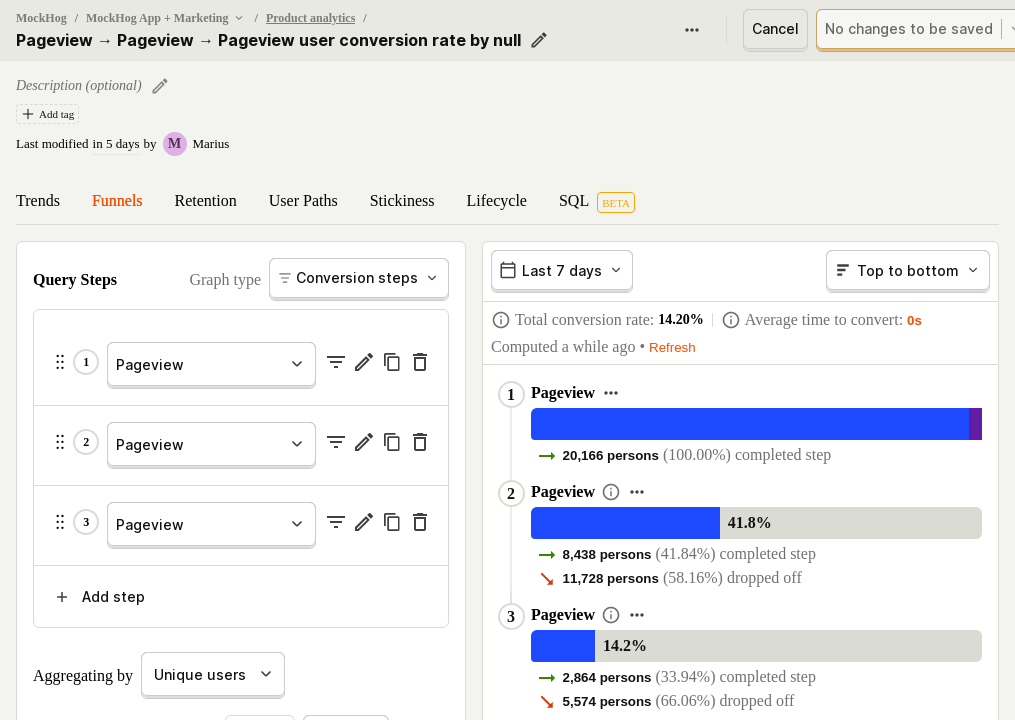 MockHog / MockHog App + Marketing / Product analytics /
Pageview → Pageview → Pageview user conversion rate by null
Cancel
No changes to be saved
Description (optional)
Add tag
Last modified in 5 days by M Marius
Trends Funnels Retention User Paths Stickiness Lifecycle SQL BETA
Query Steps
Graph type
Conversion steps
1 Pageview
2 Pageview
3 Pageview
Add step
Aggregating by Unique users
Last 7 days
Top to bottom
Total conversion rate: 14.20%
Average time to convert: 0s
Computed a while ago • Refresh
1 Pageview
20,166 persons (100.00%) completed step
2 Pageview
41.8%
8,438 persons (41.84%) completed step
11,728 persons (58.16%) dropped off
3 Pageview
14.2%
2,864 persons (33.94%) completed step
5,574 persons (66.06%) dropped off